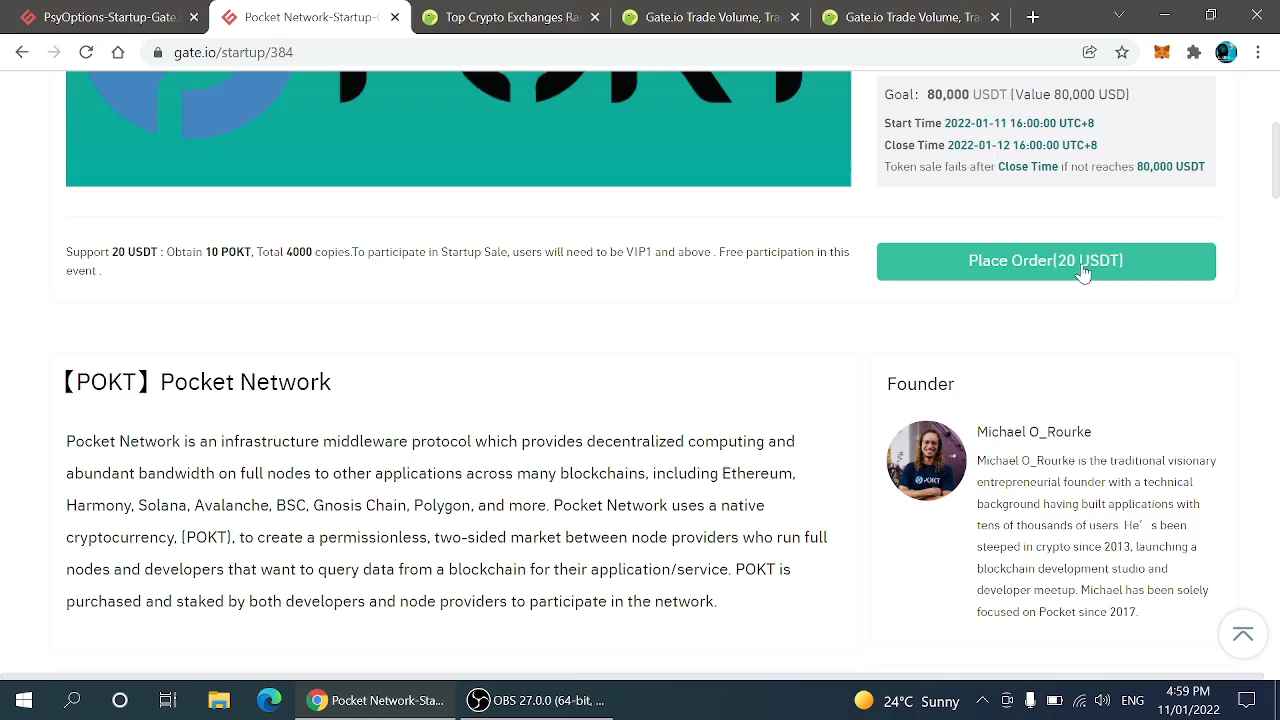 PsyOptions-Startup-Gate.
Pocket Network-Startup-G
Top Crypto Exchanges Ra
Gate.io Trade Volume, Tra
Gate.io Trade Volume, Tra
gate.io/startup/384
POKT
Goal: 80,000 USDT (Value 80,000 USD)
Start Time 2022-01-11 16:00:00 UTC+8
Close Time 2022-01-12 16:00:00 UTC+8
Token sale fails after Close Time if not reaches 80,000 USDT
Support 20 USDT : Obtain 10 POKT, Total 4000 copies.To participate in Startup Sale, users will need to be VIP1 and above . Free participation in this
event .
Place Order(20 USDT)
【POKT】Pocket Network
Pocket Network is an infrastructure middleware protocol which provides decentralized computing and
abundant bandwidth on full nodes to other applications across many blockchains, including Ethereum,
Harmony, Solana, Avalanche, BSC, Gnosis Chain, Polygon, and more. Pocket Network uses a native
cryptocurrency, (POKT), to create a permissionless, two-sided market between node providers who run full
nodes and developers that want to query data from a blockchain for their application/service. POKT is
purchased and staked by both developers and node providers to participate in the network.
Founder
Michael O_Rourke
Michael O_Rourke is the traditional visionary
entrepreneurial founder with a technical
background having built applications with
tens of thousands of users. He's been
steeped in crypto since 2013, launching a
blockchain development studio and
developer meetup. Michael has been solely
focused on Pocket since 2017.
Pocket Network-Sta...
OBS 27.0.0 (64-bit, ...
24°C Sunny
ENG
4:59 PM
11/01/2022